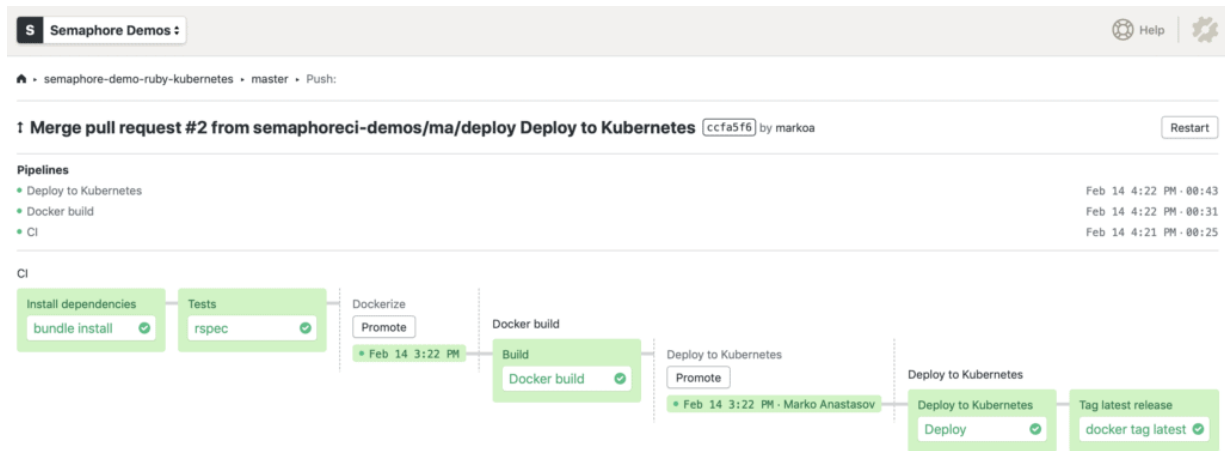 S Semaphore Demos
Help
semaphore-demo-ruby-kubernetes ▸ master ▸ Push:
Merge pull request #2 from semaphoreci-demos/ma/deploy Deploy to Kubernetes ccfa5f6 by markoa
Restart
Pipelines
Deploy to Kubernetes
Feb 14 4:22 PM · 00:43
Docker build
Feb 14 4:22 PM · 00:31
CI
Feb 14 4:21 PM · 00:25
CI
Install dependencies
bundle install
Tests
rspec
Dockerize
Promote
Feb 14 3:22 PM
Docker build
Build
Docker build
Deploy to Kubernetes
Promote
Feb 14 3:22 PM · Marko Anastasov
Deploy to Kubernetes
Deploy to Kubernetes
Deploy
Tag latest release
docker tag latest